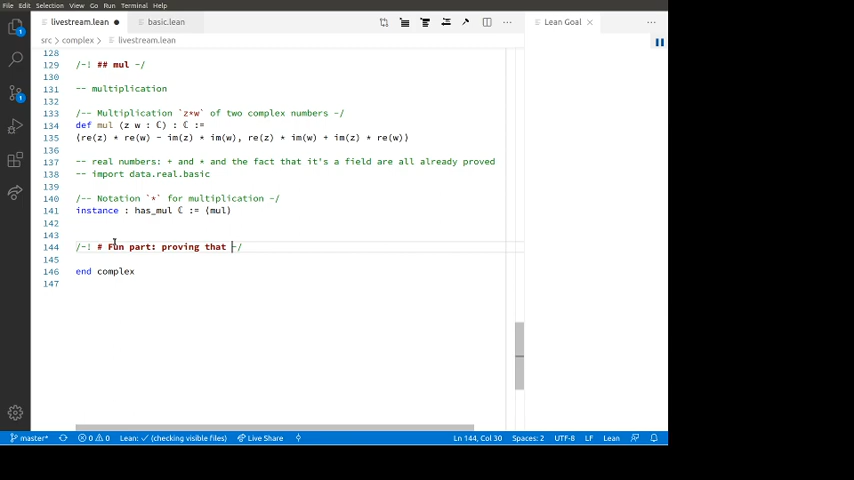 File Edit Selection View Go Run Terminal Help
livestream.lean ● basic.lean ··· Lean Goal × ···
src > complex > livestream.lean
128
129 /-! ## mul -/
130
131 -- multiplication
132
133 /-- Multiplication `z*w` of two complex numbers -/
134 def mul (z w : ℂ) : ℂ :=
135 ⟨re(z) * re(w) - im(z) * im(w), re(z) * im(w) + im(z) * re(w)⟩
136
137 -- real numbers: + and * and the fact that it's a field are all already proved
138 -- import data.real.basic
139
140 /-- Notation `*` for multiplication -/
141 instance : has_mul ℂ := ⟨mul⟩
142
143
144 /-! # Fun part: proving that -/
145
146 end complex
147
master* 0 0 Lean: ✓ (checking visible files) Live Share Ln 144, Col 30 Spaces: 2 UTF-8 LF Lean